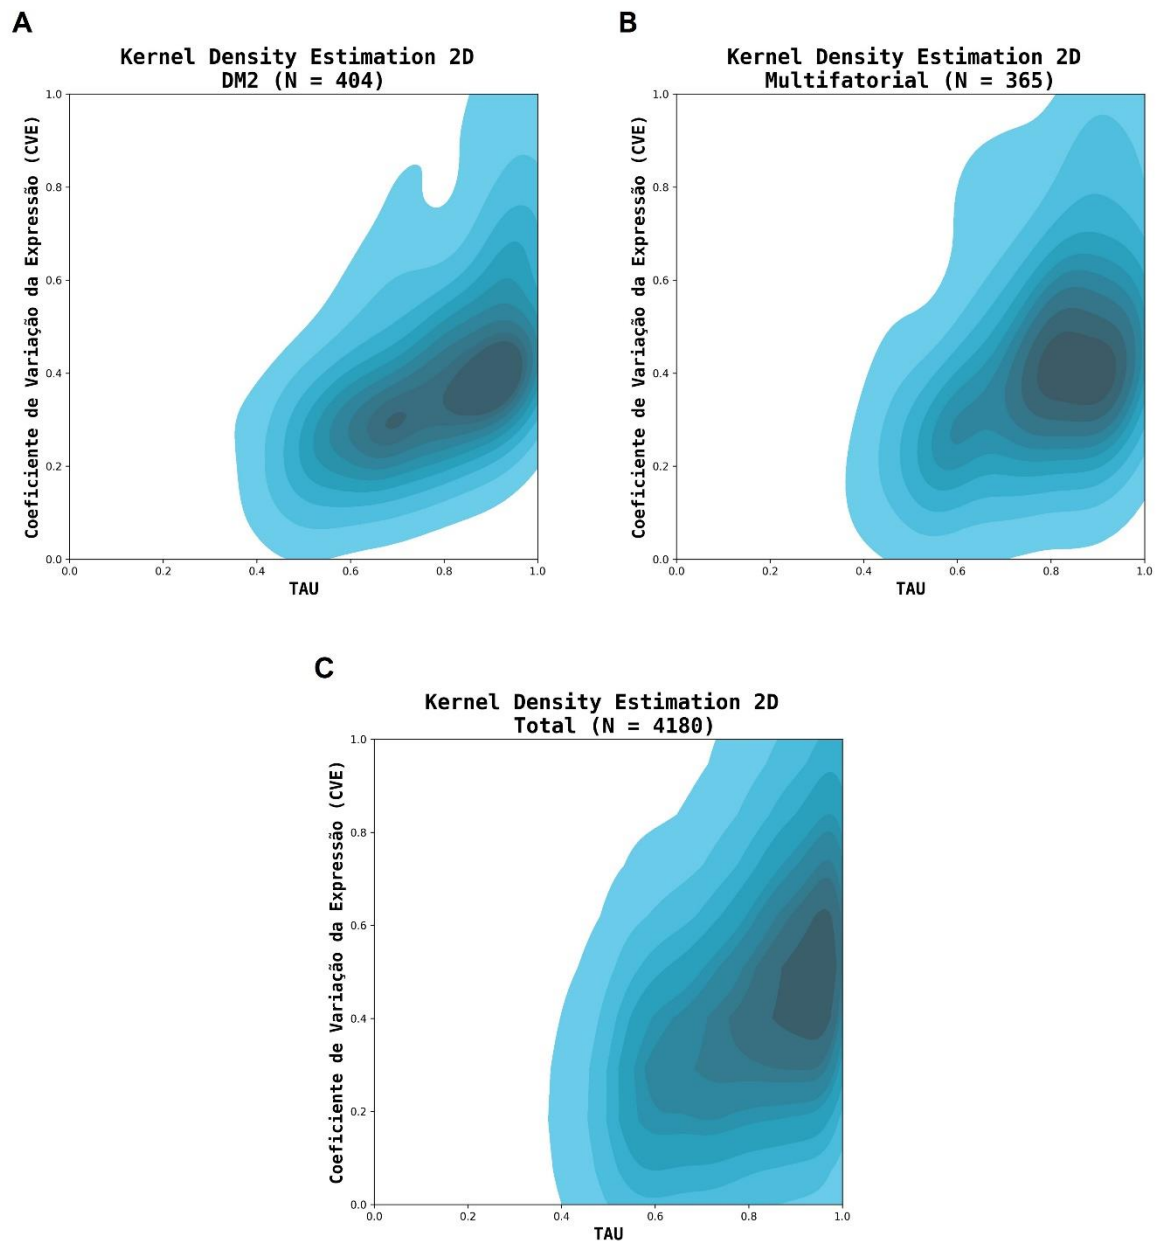 A
Kernel Density Estimation 2D
DM2 (N = 404)
Coeficiente de Variação da Expressão (CVE)
1.0
0.8
0.6
0.4
0.2
0.0
0.0 0.2 0.4 0.6 0.8 1.0
TAU
B
Kernel Density Estimation 2D
Multifatorial (N = 365)
Coeficiente de Variação da Expressão (CVE)
1.0
0.8
0.6
0.4
0.2
0.0
0.0 0.2 0.4 0.6 0.8 1.0
TAU
C
Kernel Density Estimation 2D
Total (N = 4180)
Coeficiente de Variação da Expressão (CVE)
1.0
0.8
0.6
0.4
0.2
0.0
0.0 0.2 0.4 0.6 0.8 1.0
TAU